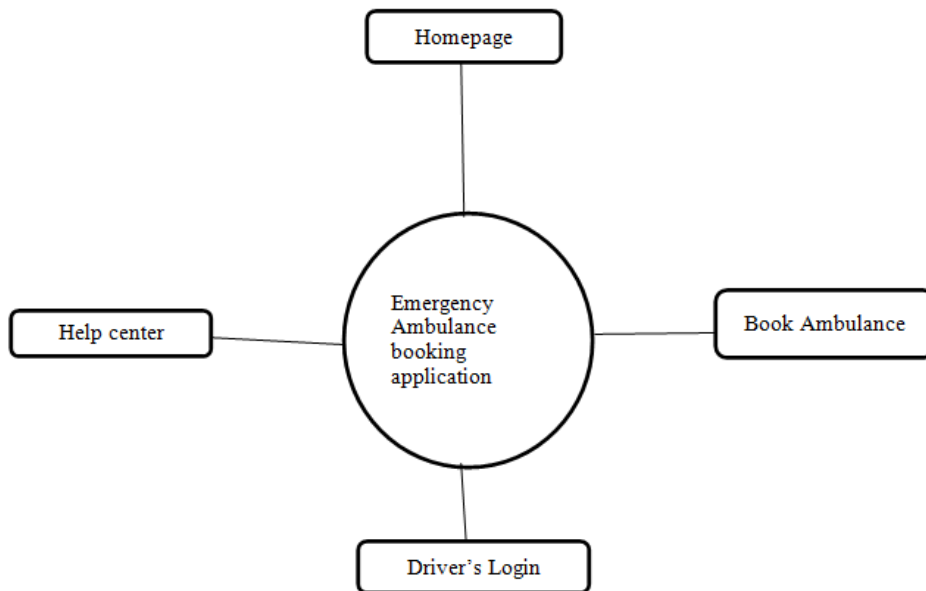 Homepage
Emergency
Ambulance
booking
application
Help center
Book Ambulance
Driver’s Login